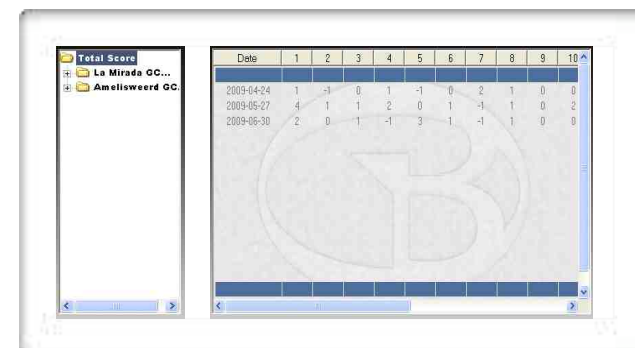 Total Score
La Mirada GC...
Amelisweerd GC.
Date 1 2 3 4 5 6 7 8 9 10
2009-04-24 1 -1 0 1 -1 0 2 1 0 0
2009-05-27 4 1 1 2 0 1 -1 1 0 2
2009-06-30 2 0 1 -1 3 1 -1 1 0 0